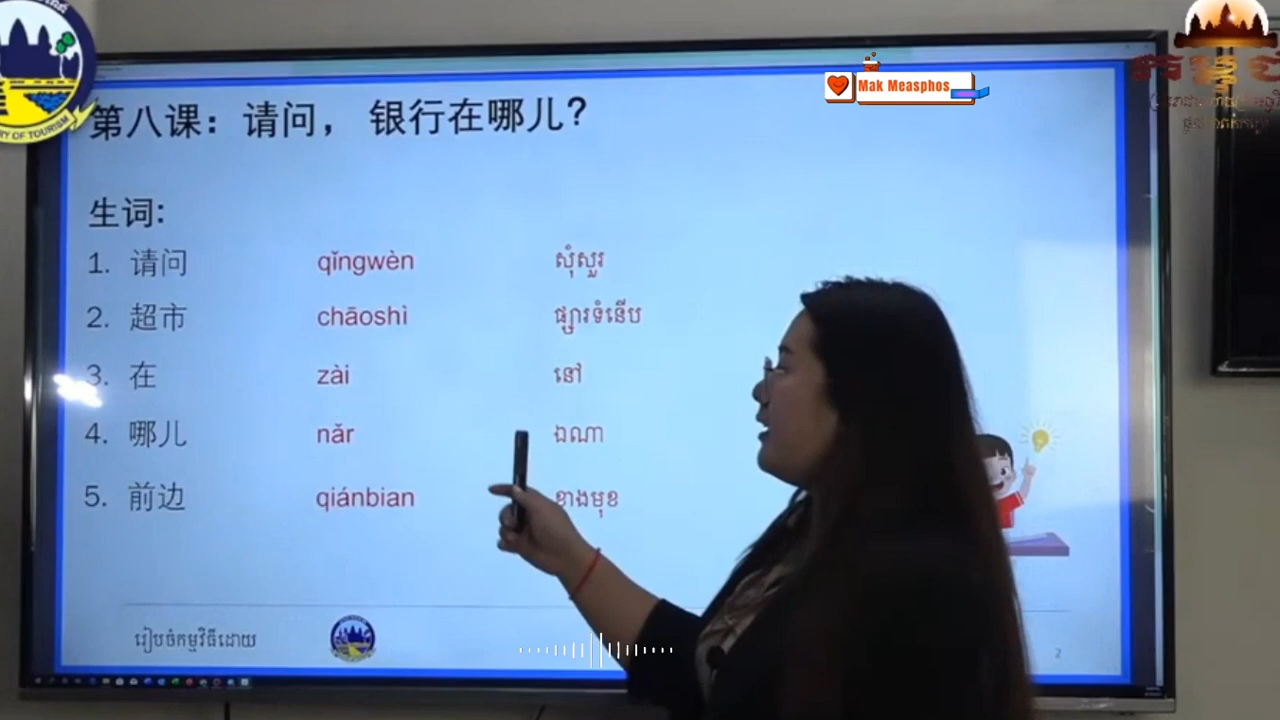 Mak Measphos
RY OF TOURISM
第八课：请问， 银行在哪儿？
生词:
1. 请问 qǐngwèn សុំសួរ
2. 超市 chāoshì ផ្សារទំនើប
3. 在 zài នៅ
4. 哪儿 nǎr ឯណា
5. 前边 qiánbian ខាងមុខ
រៀបចំកម្មវិធីដោយ
2